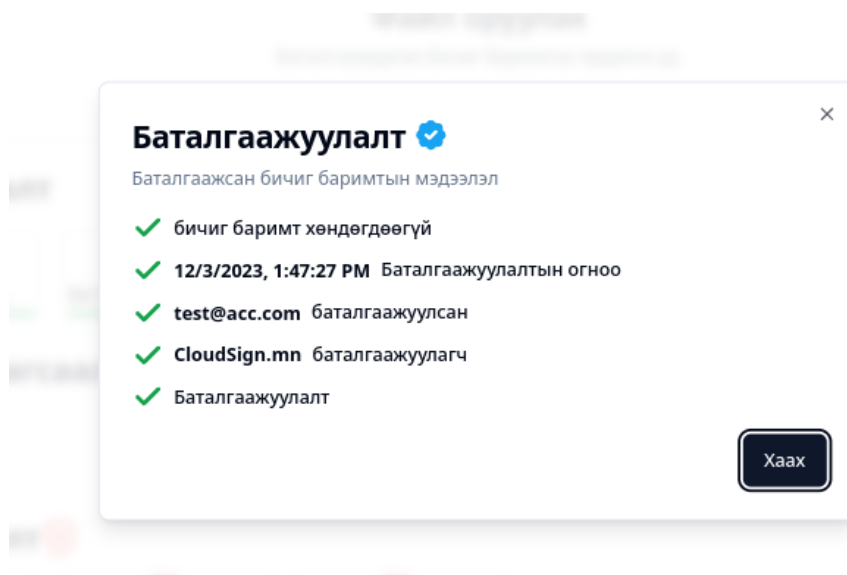 Баталгаажуулалт
Баталгаажсан бичиг баримтын мэдээлэл
бичиг баримт хөндөгдөөгүй
12/3/2023, 1:47:27 PM Баталгаажуулалтын огноо
test@acc.com баталгаажуулсан
CloudSign.mn баталгаажуулагч
Баталгаажуулалт
Хаах